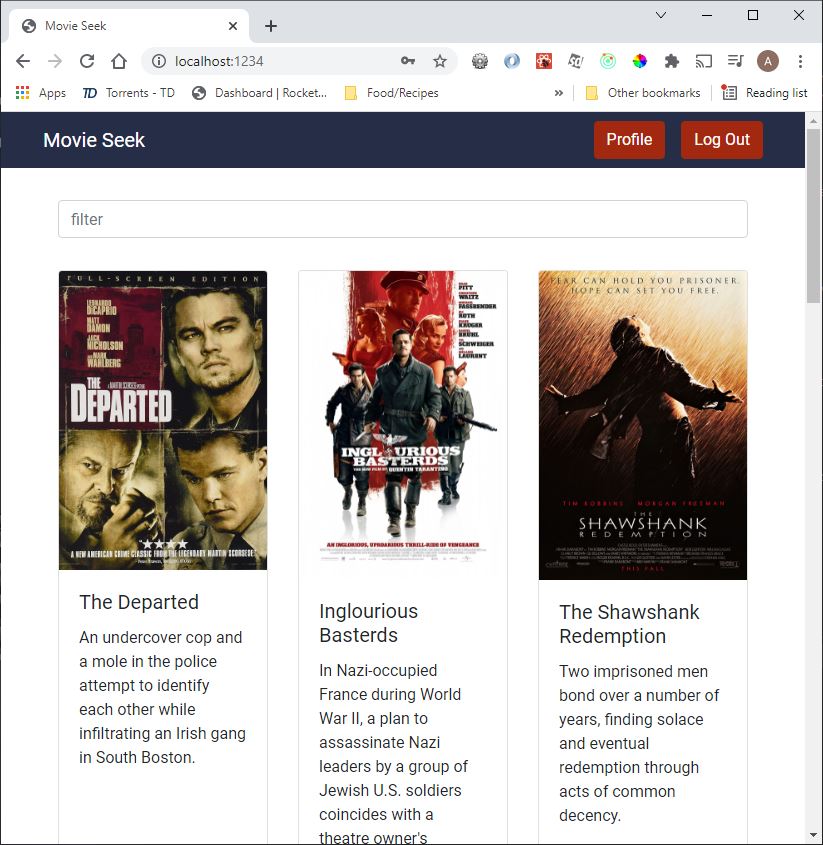 Movie Seek
localhost:1234
A
Apps
TD Torrents - TD
Dashboard | Rocket...
Food/Recipes
»
Other bookmarks
Reading list
Movie Seek
Profile
Log Out
filter
FULL-SCREEN EDITION
LEONARDO
DiCAPRIO
MATT
DAMON
JACK
NICHOLSON
AND MARK
WAHLBERG
THE
DEPARTED
A NEW AMERICAN CRIME CLASSIC FROM THE LEGENDARY MARTIN SCORSESE
The Departed
An undercover cop and
a mole in the police
attempt to identify
each other while
infiltrating an Irish gang
in South Boston.
BRAD
PITT
CHRISTOPH
WALTZ
MICHAEL
FASSBENDER
ELI
ROTH
DIANE
KRUGER
DANIEL
BRUHL
TIL
SCHWEIGER
MELANIE
LAURENT
INGLOURIOUS
BASTERDS
THE NEW FILM BY QUENTIN TARANTINO
AN INGLORIOUS, UPROARIOUS THRILL-RIDE OF VENGEANCE
Inglourious
Basterds
In Nazi-occupied
France during World
War II, a plan to
assassinate Nazi
leaders by a group of
Jewish U.S. soldiers
coincides with a
theatre owner's
FEAR CAN HOLD YOU PRISONER.
HOPE CAN SET YOU FREE.
TIM ROBBINS MORGAN FREEMAN
THE
SHAWSHANK
REDEMPTION
THIS FALL
The Shawshank
Redemption
Two imprisoned men
bond over a number of
years, finding solace
and eventual
redemption through
acts of common
decency.